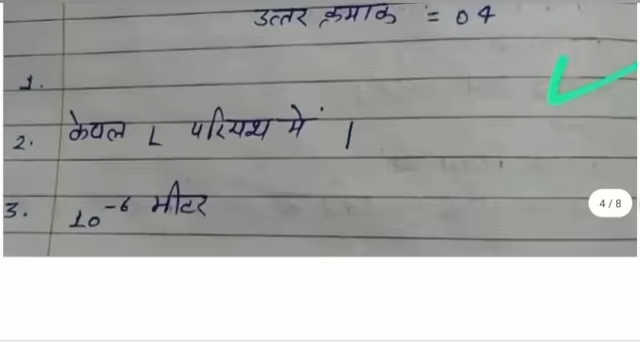 उत्तर क्रमांक = 04
1.
2. केवल L परिपथ में |
3. 10⁻⁶ मीटर
4 / 8